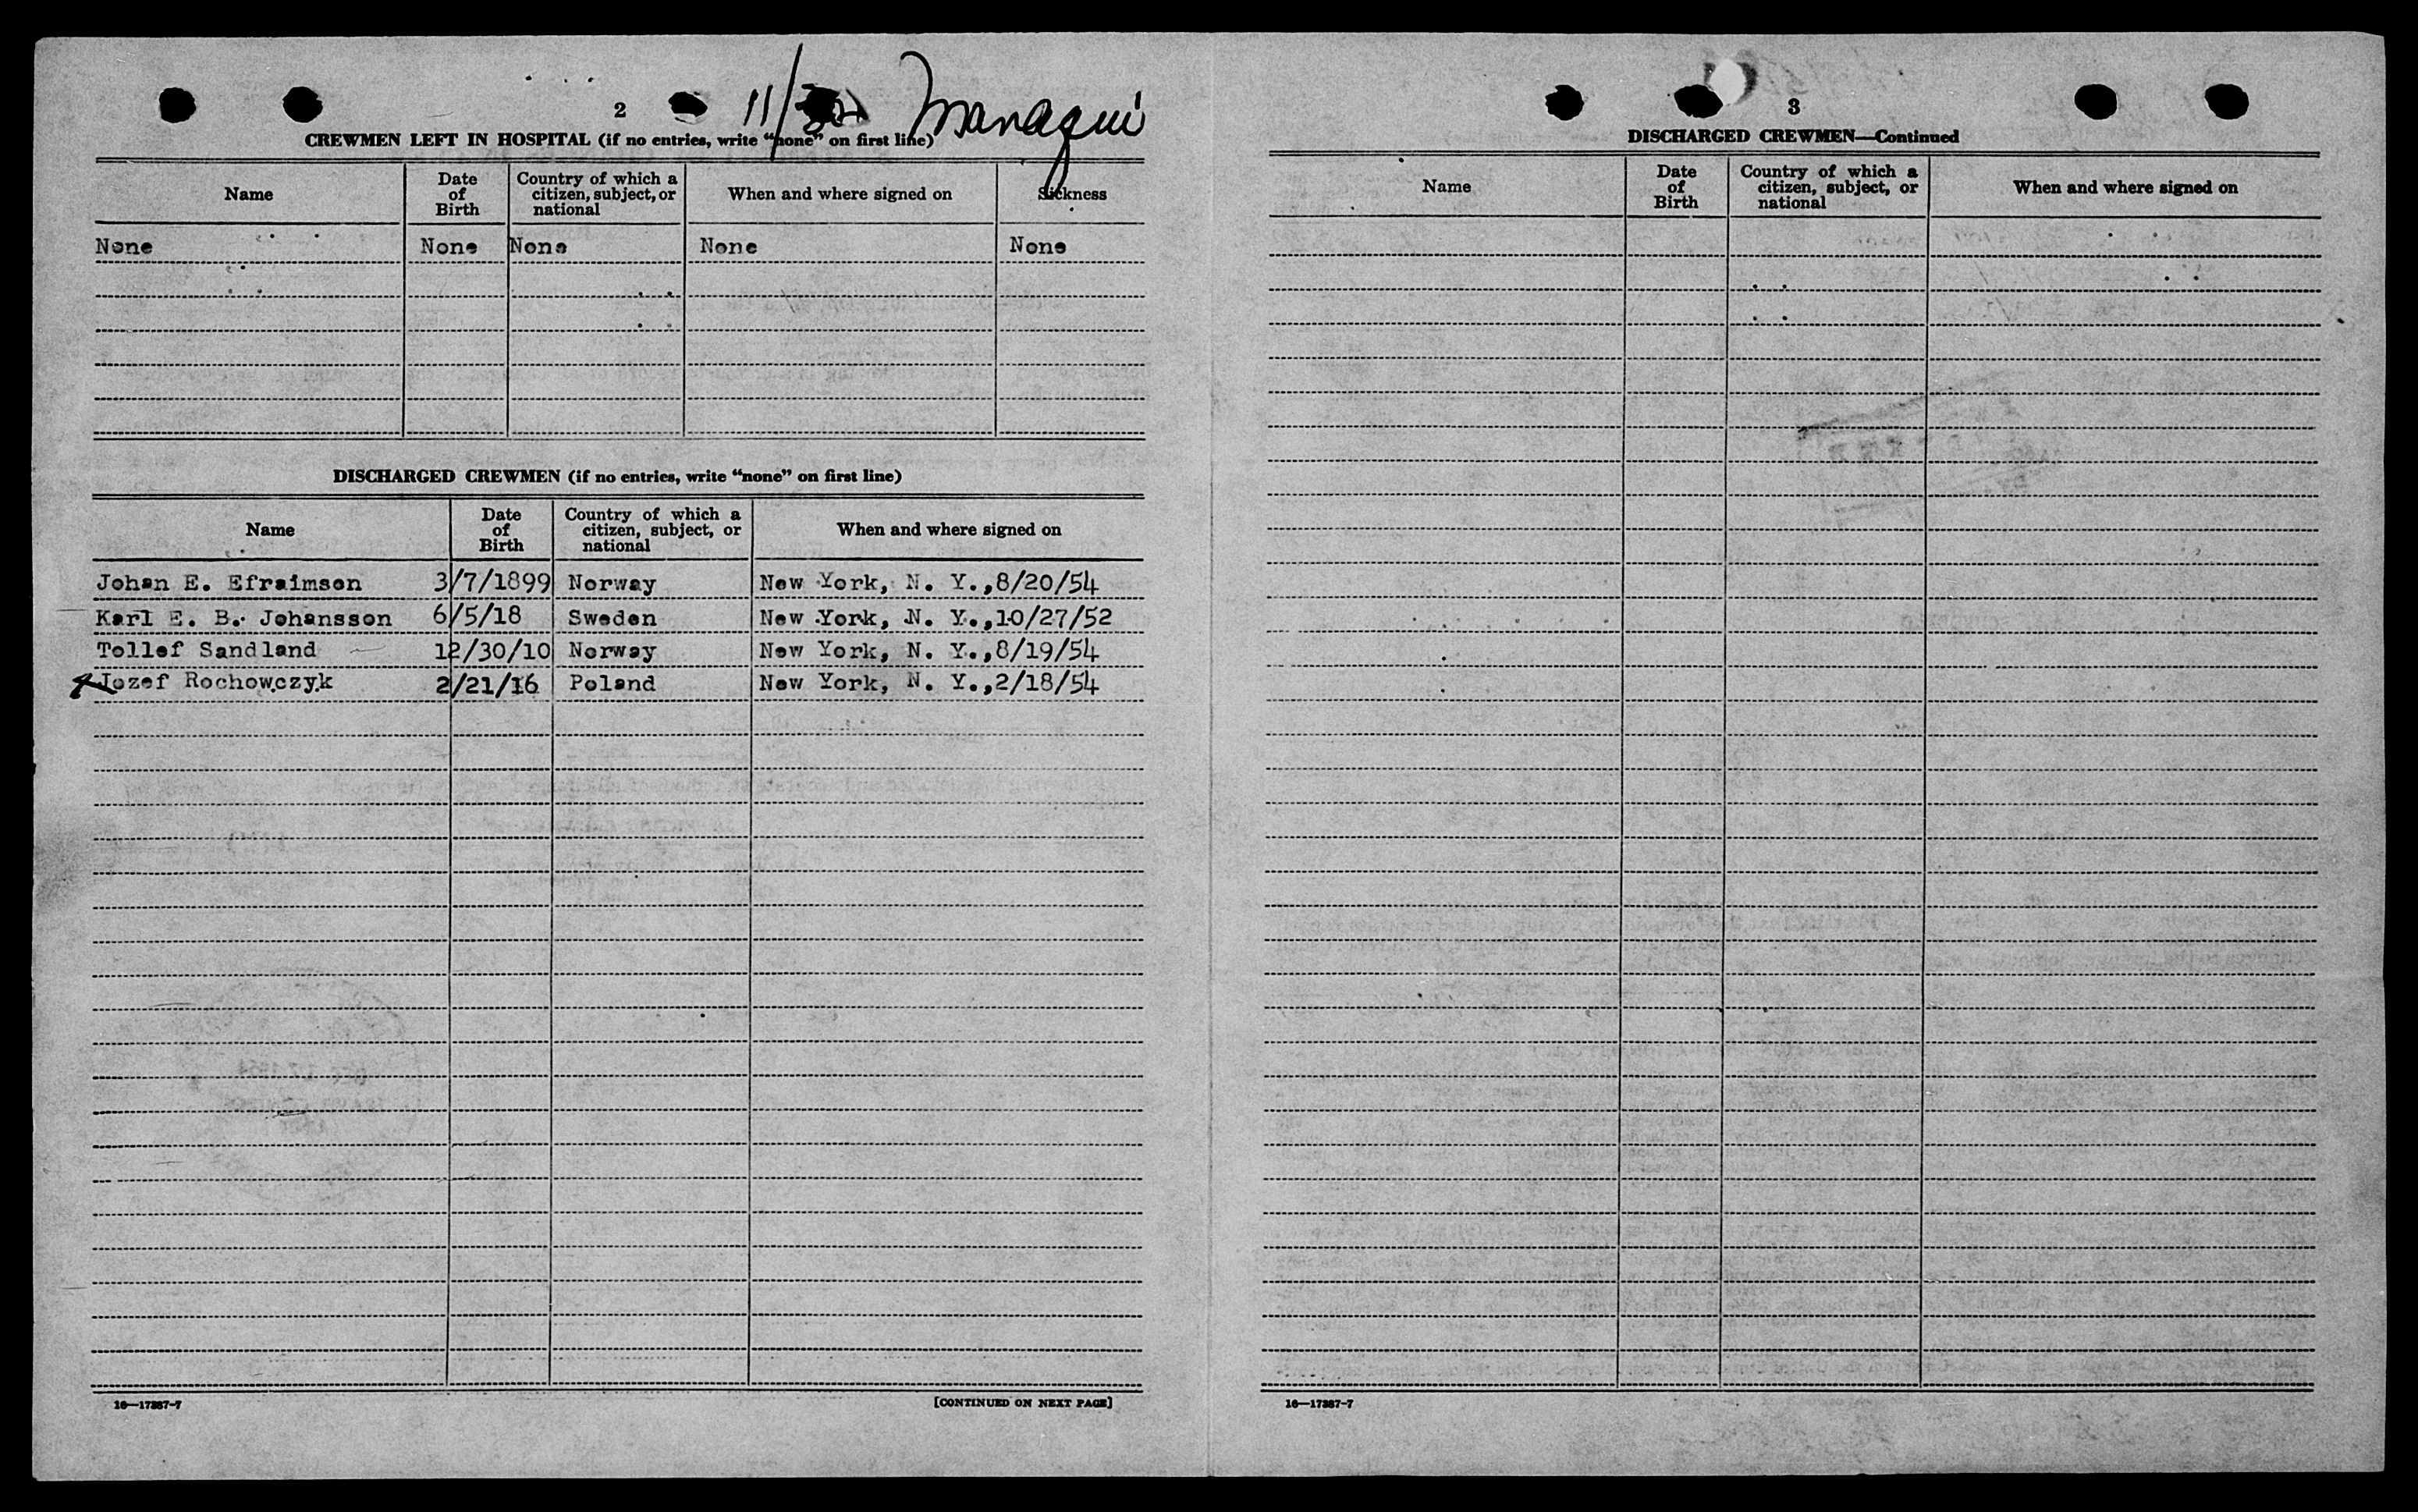 2
11/ Managui
CREWMEN LEFT IN HOSPITAL (if no entries, write "none" on first line)
Name
Date of Birth
Country of which a citizen, subject, or national
When and where signed on
Sickness
None None None None None
DISCHARGED CREWMEN (if no entries, write "none" on first line)
Name
Date of Birth
Country of which a citizen, subject, or national
When and where signed on
Johan E. Efraimsen 3/7/1899 Norway New York, N. Y.,8/20/54
Karl E. B. Johansson 6/5/18 Sweden New York, N. Y.,10/27/52
Tollef Sandland 12/30/10 Norway New York, N. Y.,8/19/54
Jozef Rochowczyk 2/21/16 Poland New York, N. Y.,2/18/54
16—17387-7
[CONTINUED ON NEXT PAGE]
3
DISCHARGED CREWMEN—Continued
Name
Date of Birth
Country of which a citizen, subject, or national
When and where signed on
16—17387-7